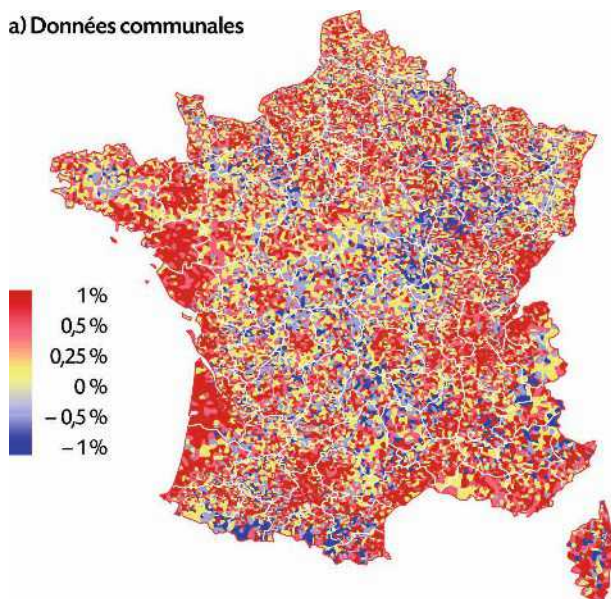 a) Données communales
1 %
0,5 %
0,25 %
0 %
– 0,5 %
– 1 %